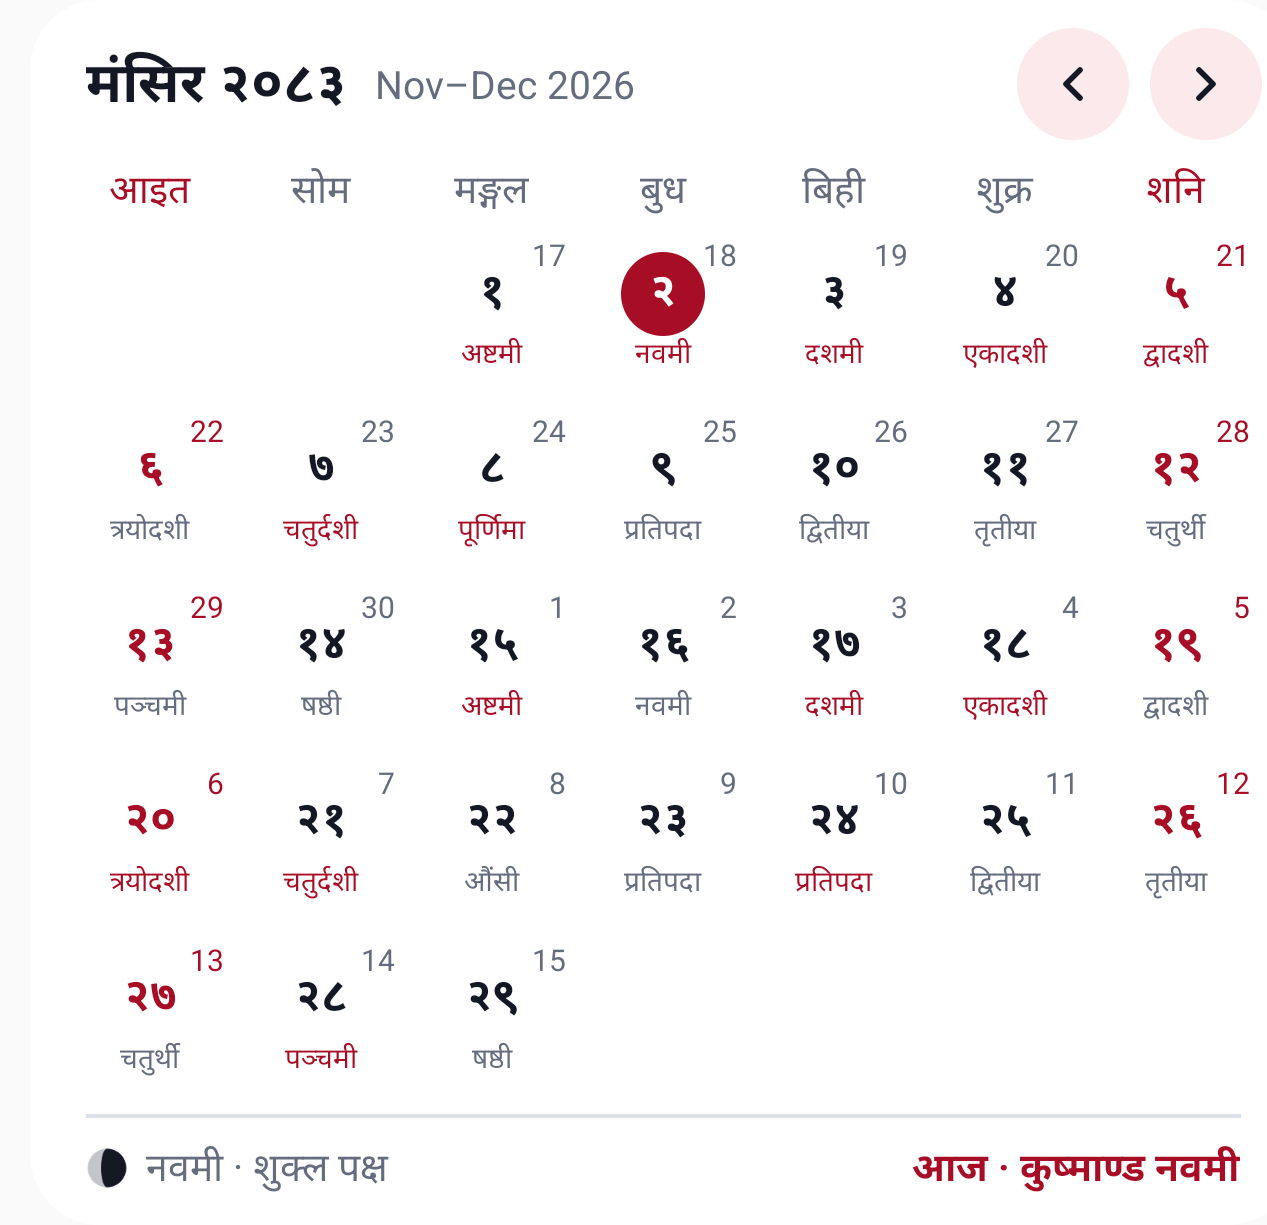 मंसिर २०८३ Nov–Dec 2026
आइत सोम मङ्गल बुध बिही शुक्र शनि
17 18 19 20 21
१ २ ३ ४ ५
अष्टमी नवमी दशमी एकादशी द्वादशी
22 23 24 25 26 27 28
६ ७ ८ ९ १० ११ १२
त्रयोदशी चतुर्दशी पूर्णिमा प्रतिपदा द्वितीया तृतीया चतुर्थी
29 30 1 2 3 4 5
१३ १४ १५ १६ १७ १८ १९
पञ्चमी षष्ठी अष्टमी नवमी दशमी एकादशी द्वादशी
6 7 8 9 10 11 12
२० २१ २२ २३ २४ २५ २६
त्रयोदशी चतुर्दशी औंसी प्रतिपदा प्रतिपदा द्वितीया तृतीया
13 14 15
२७ २८ २९
चतुर्थी पञ्चमी षष्ठी
नवमी · शुक्ल पक्ष आज · कुष्माण्ड नवमी